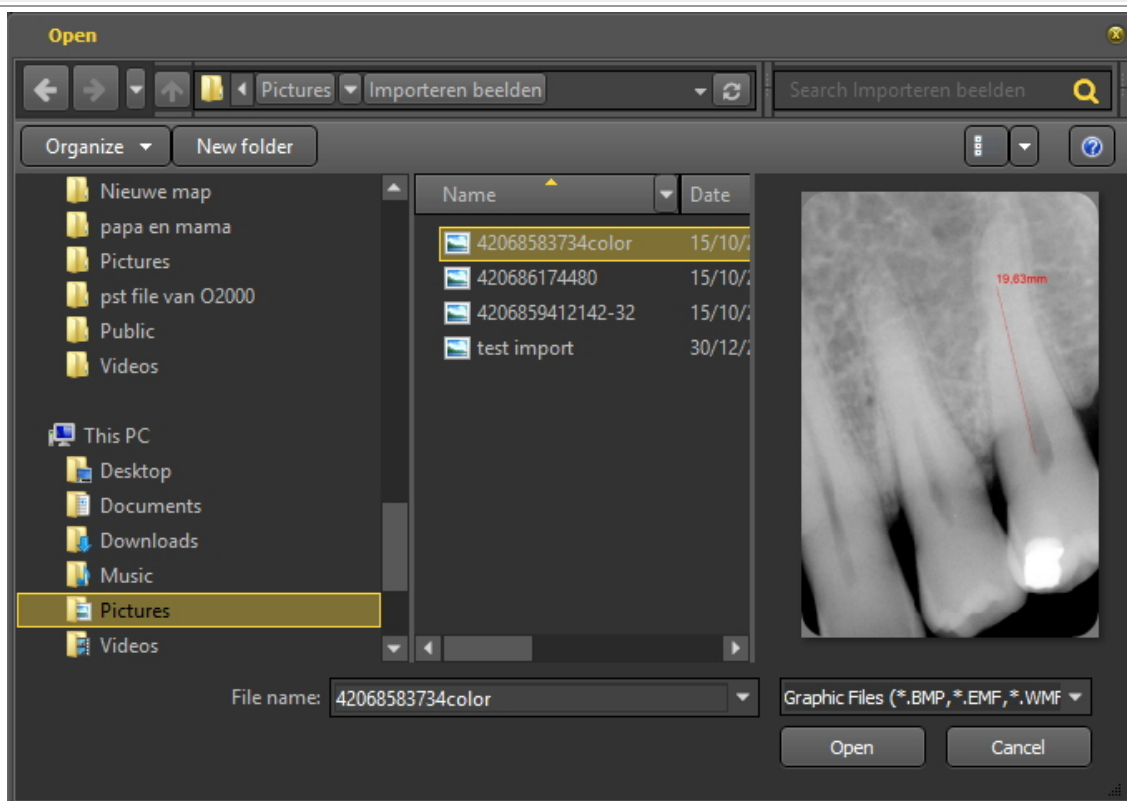 Open
Pictures Importeren beelden
Search Importeren beelden
Organize New folder
Nieuwe map
papa en mama
Pictures
pst file van O2000
Public
Videos
This PC
Desktop
Documents
Downloads
Music
Pictures
Videos
Name Date
42068583734color 15/10/
420686174480 15/10/
4206859412142-32 15/10/
test import 30/12/
19,63mm
File name: 42068583734color
Graphic Files (*.BMP,*.EMF,*.WMF
Open Cancel